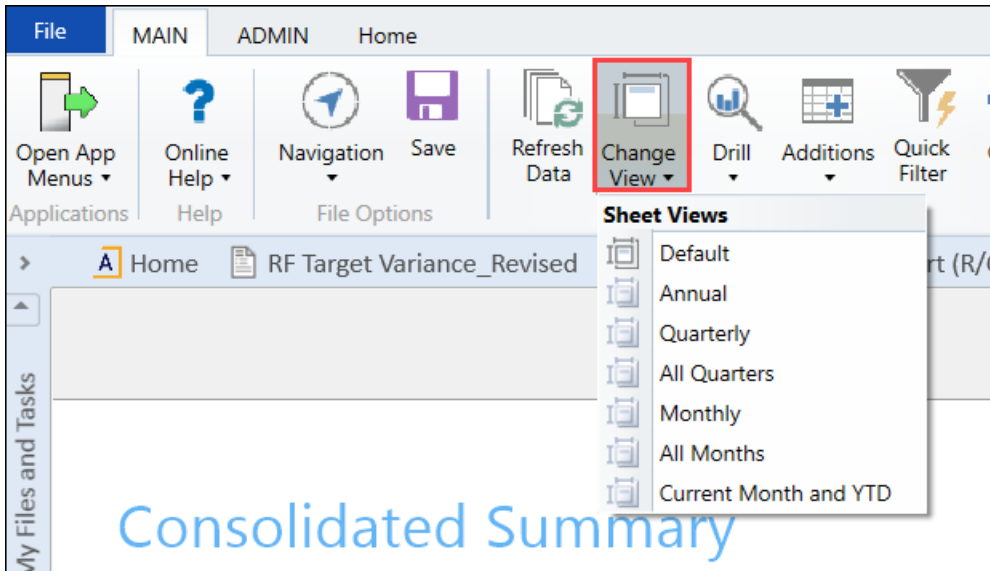 File MAIN ADMIN Home
Open App Menus
Online Help
Navigation
Save
Refresh Data
Change View
Drill
Additions
Quick Filter
Applications Help File Options
Sheet Views
Default
Annual
Quarterly
All Quarters
Monthly
All Months
Current Month and YTD
A Home RF Target Variance_Revised
My Files and Tasks
Consolidated Summary